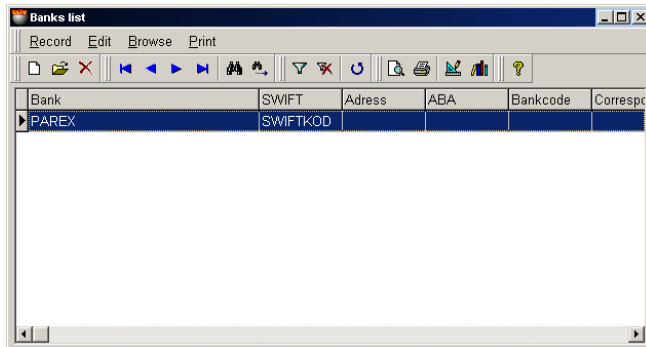 Banks list
Record Edit Browse Print
Bank SWIFT Adress ABA Bankcode Correspo
PAREX SWIFTKOD